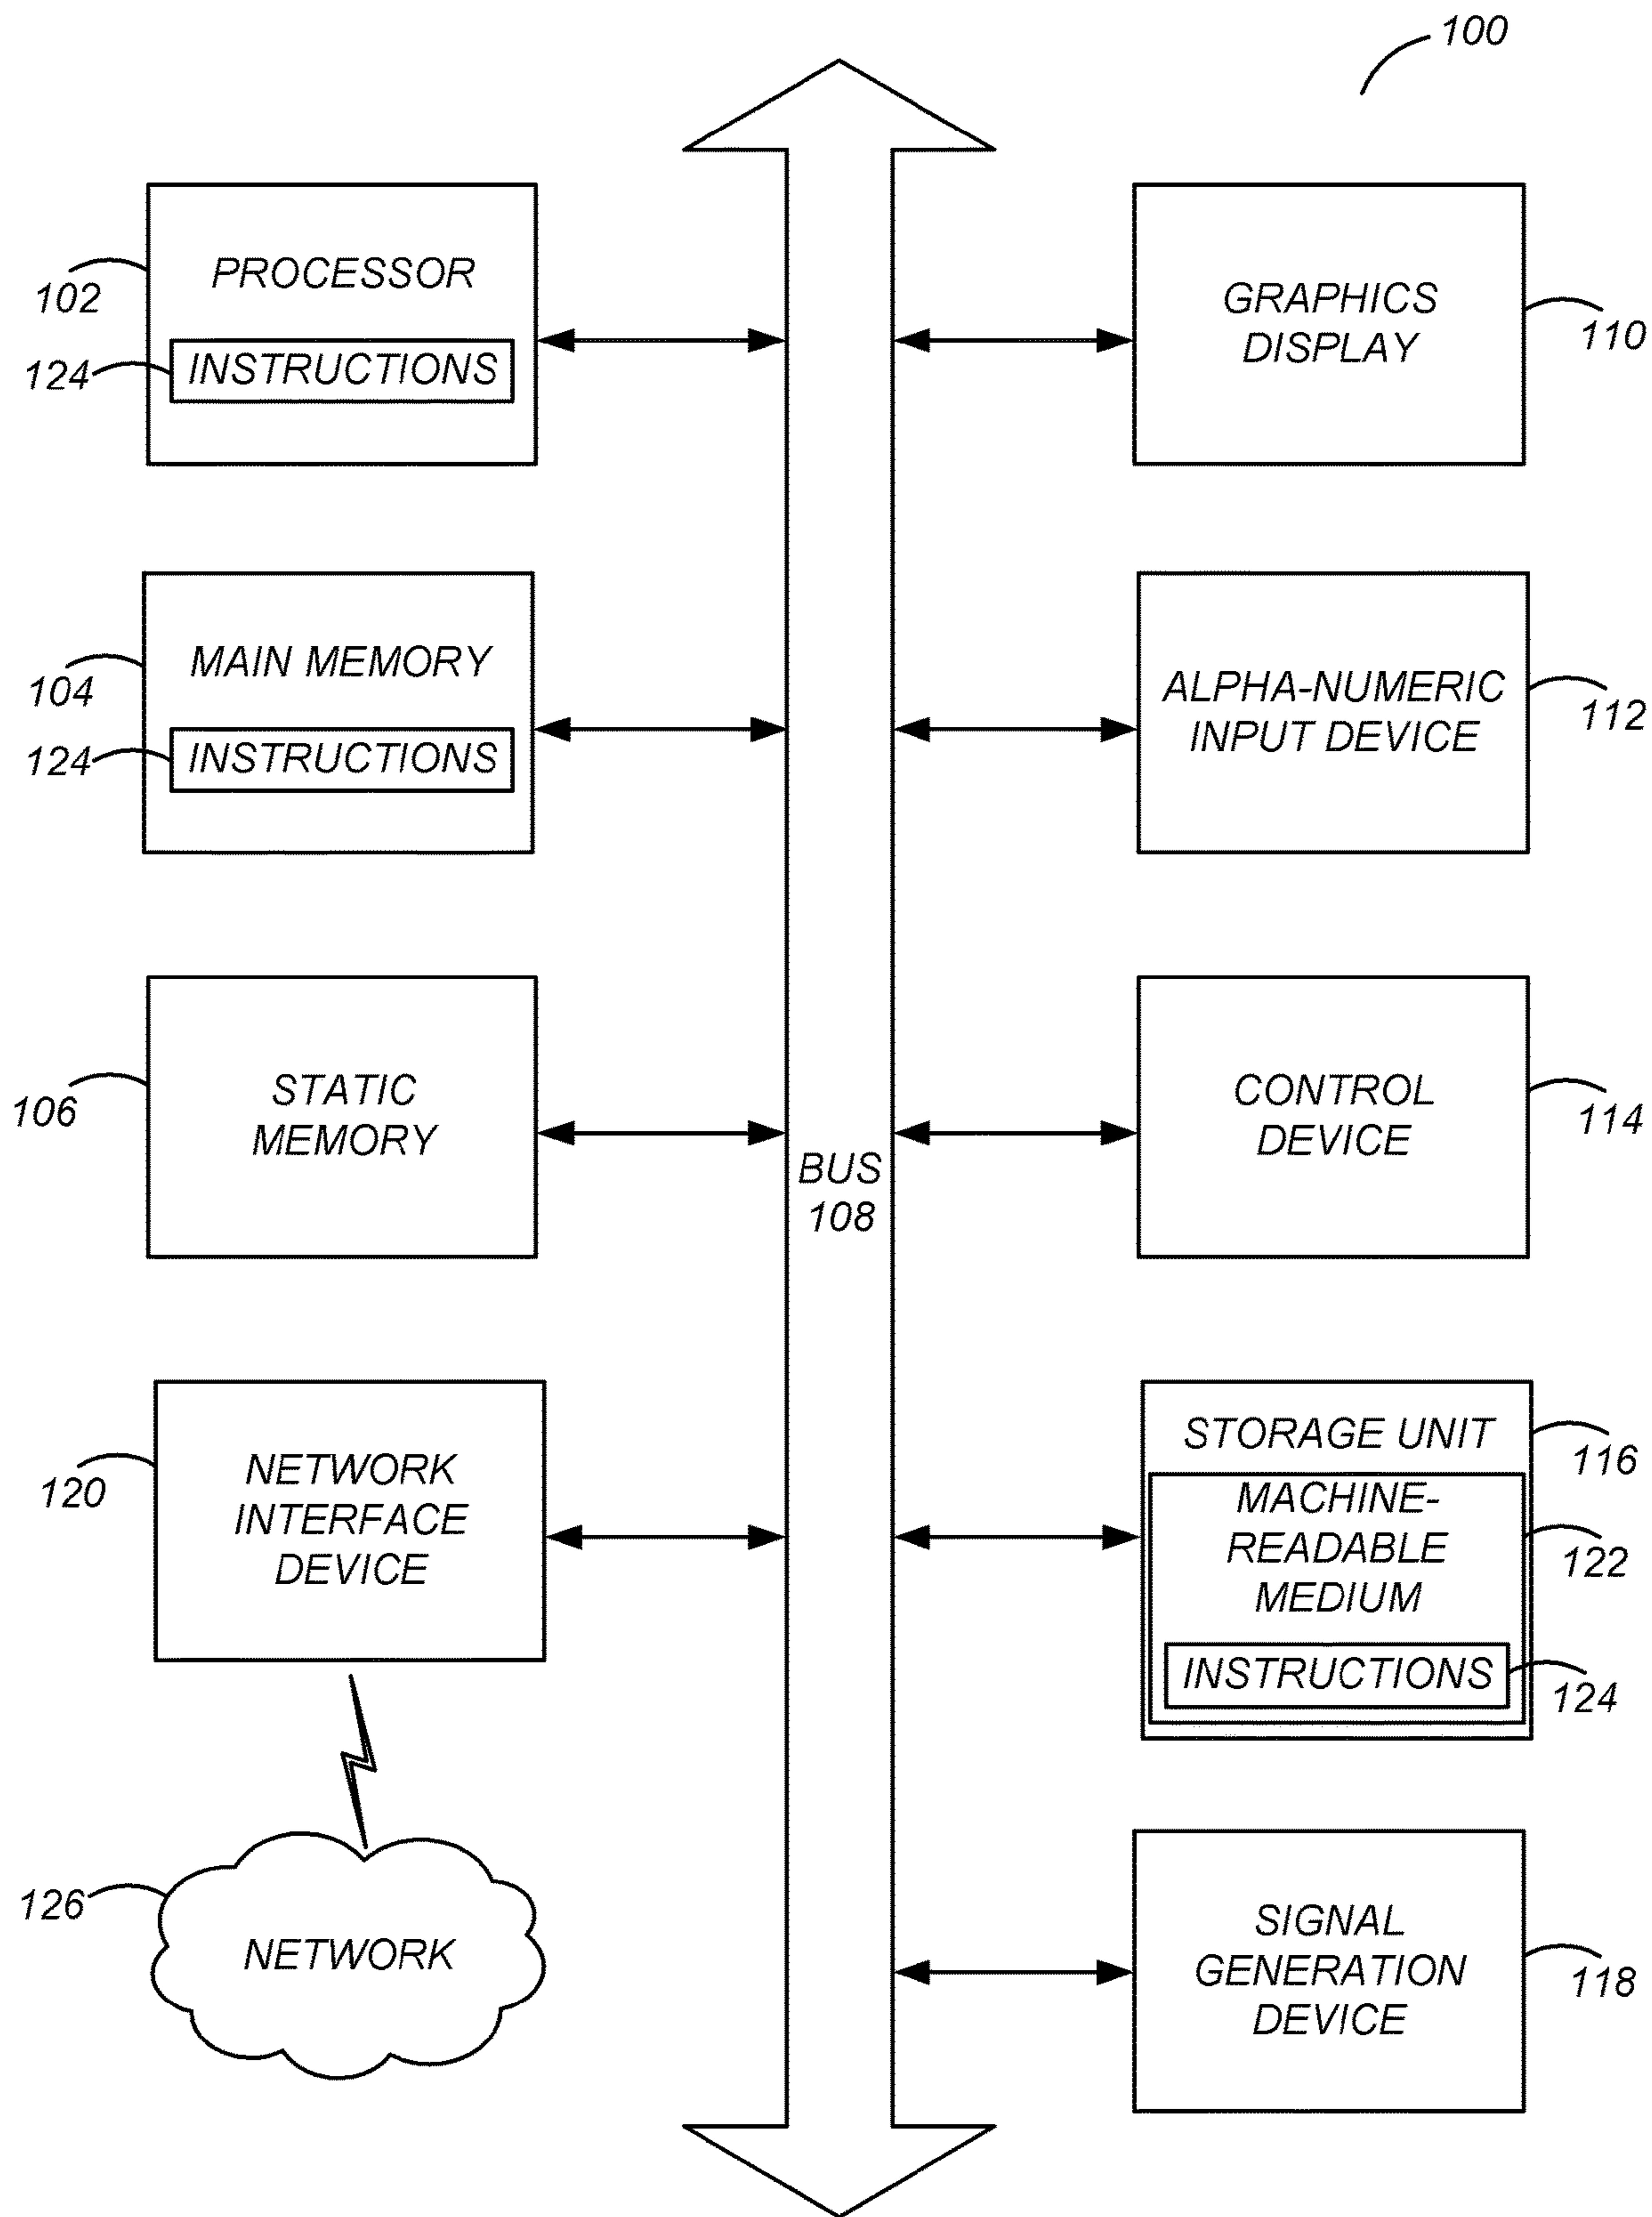 100
PROCESSOR
102
INSTRUCTIONS
124
GRAPHICS
DISPLAY
110
MAIN MEMORY
104
INSTRUCTIONS
124
ALPHA-NUMERIC
INPUT DEVICE
112
STATIC
MEMORY
106
BUS
108
CONTROL
DEVICE
114
NETWORK
INTERFACE
DEVICE
120
STORAGE UNIT
116
MACHINE-
READABLE
MEDIUM
122
INSTRUCTIONS
124
126
NETWORK
SIGNAL
GENERATION
DEVICE
118